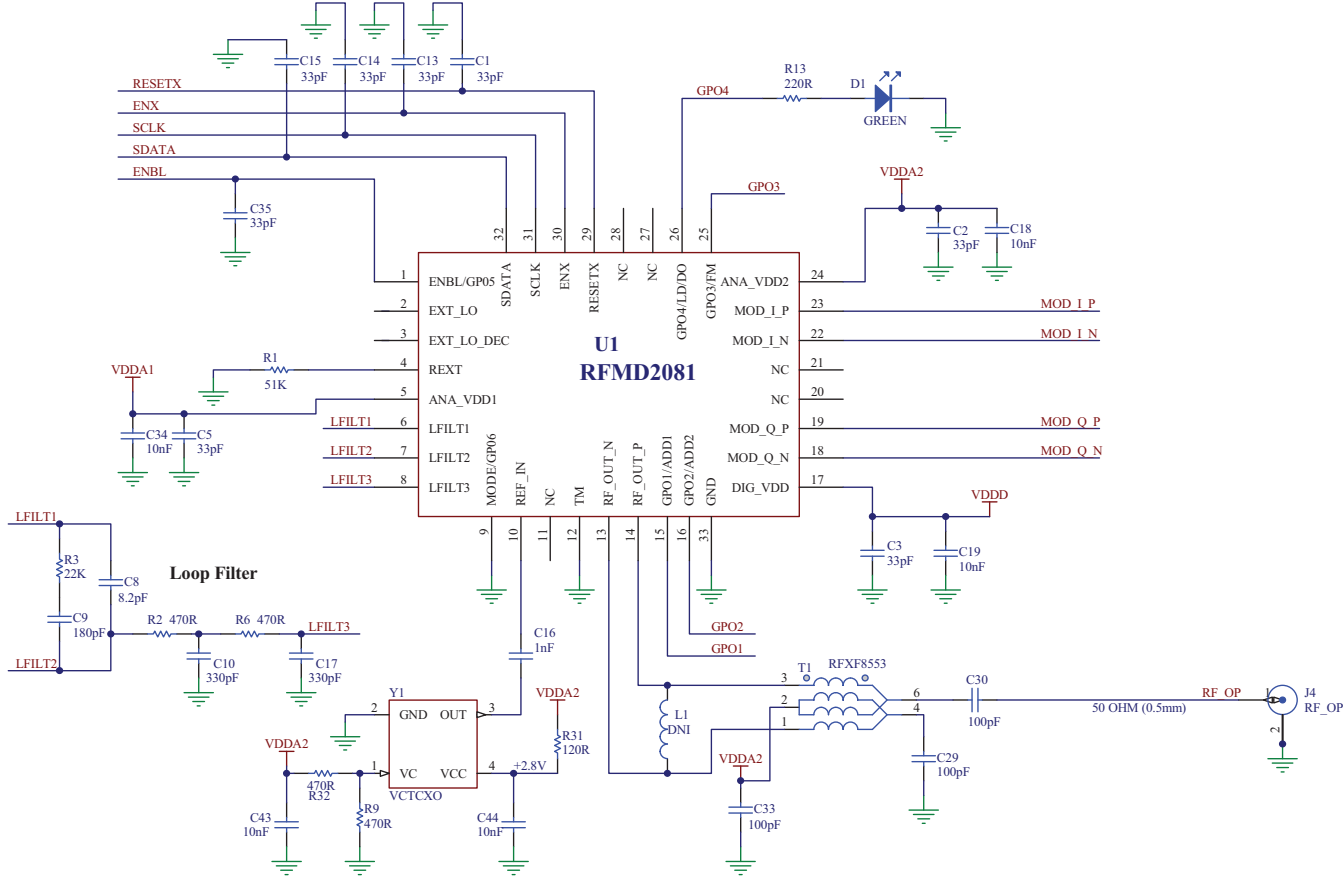 C15
33pF
C14
33pF
C13
33pF
C1
33pF
RESETX
ENX
SCLK
SDATA
ENBL
C35
33pF
GPO4
R13
220R
D1
GREEN
GPO3
VDDA2
C2
33pF
C18
10nF
32
31
30
29
28
27
26
25
SDATA
SCLK
ENX
RESETX
NC
NC
GPO4/LD/DO
GPO3/FM
1
ENBL/GP05
2
EXT_LO
3
EXT_LO_DEC
4
REXT
5
ANA_VDD1
6
LFILT1
7
LFILT2
8
LFILT3
U1
RFMD2081
ANA_VDD2
24
MOD_I_P
23
MOD_I_P
MOD_I_N
22
MOD_I_N
NC
21
NC
20
MOD_Q_P
19
MOD_Q_P
MOD_Q_N
18
MOD_Q_N
DIG_VDD
17
R1
51K
VDDA1
C34
10nF
C5
33pF
LFILT1
LFILT2
LFILT3
MODE/GP06
REF_IN
NC
TM
RF_OUT_N
RF_OUT_P
GPO1/ADD1
GPO2/ADD2
GND
9
10
11
12
13
14
15
16
33
VDDD
C3
33pF
C19
10nF
LFILT1
R3
22K
C8
8.2pF
C9
180pF
Loop Filter
R2 470R
R6 470R
LFILT3
LFILT2
C10
330pF
C17
330pF
C16
1nF
GPO2
GPO1
Y1
2
GND
OUT
3
1
VC
VCC
4
VCTCXO
VDDA2
R31
120R
+2.8V
VDDA2
470R
R32
C43
10nF
R9
470R
C44
10nF
L1
DNI
T1
RFXF8553
3
2
1
6
4
VDDA2
C33
100pF
C30
100pF
C29
100pF
RF_OP
50 OHM (0.5mm)
1
J4
RF_OP
2